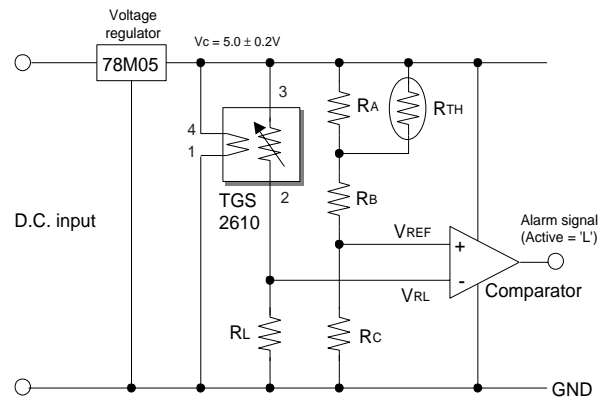 Voltage
regulator
78M05
Vc = 5.0 ± 0.2V
3
4
1
2
TGS
2610
RA
RTH
RB
D.C. input
VREF
+
-
VRL
Alarm signal
(Active = 'L')
Comparator
RL
RC
GND